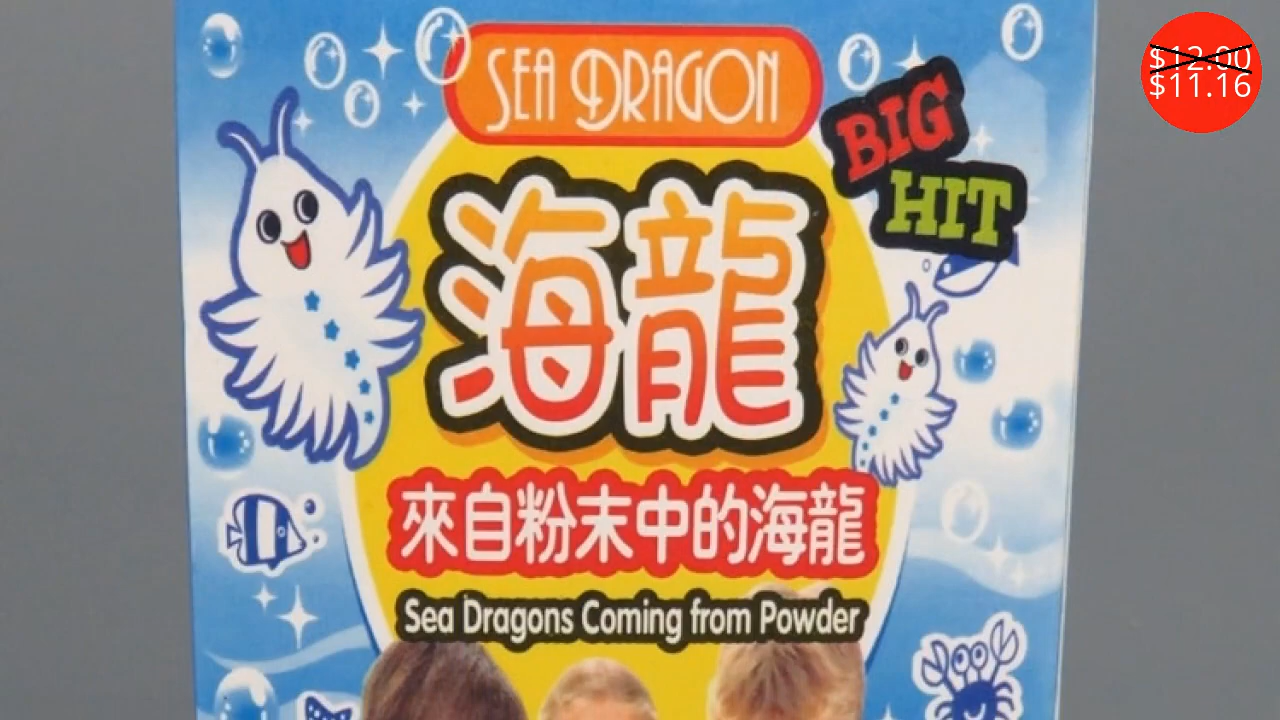 SEA DRAGON
BIG
HIT
海龍
來自粉末中的海龍
Sea Dragons Coming from Powder
$12.00
$11.16